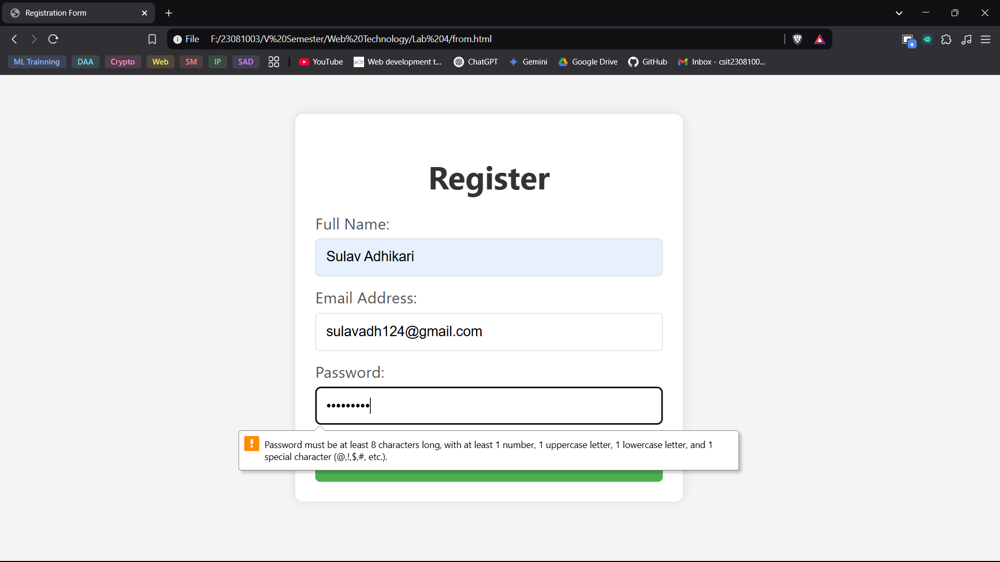 Registration Form
File F:/23081003/V%20Semester/Web%20Technology/Lab%204/from.html
ML Trainning DAA Crypto Web SM IP SAD YouTube w3r Web development t... ChatGPT Gemini Google Drive GitHub Inbox - csit2308100...
Register
Full Name:
Sulav Adhikari
Email Address:
sulavadh124@gmail.com
Password:
•••••••••
Password must be at least 8 characters long, with at least 1 number, 1 uppercase letter, 1 lowercase letter, and 1
special character (@,!,$,#, etc.).